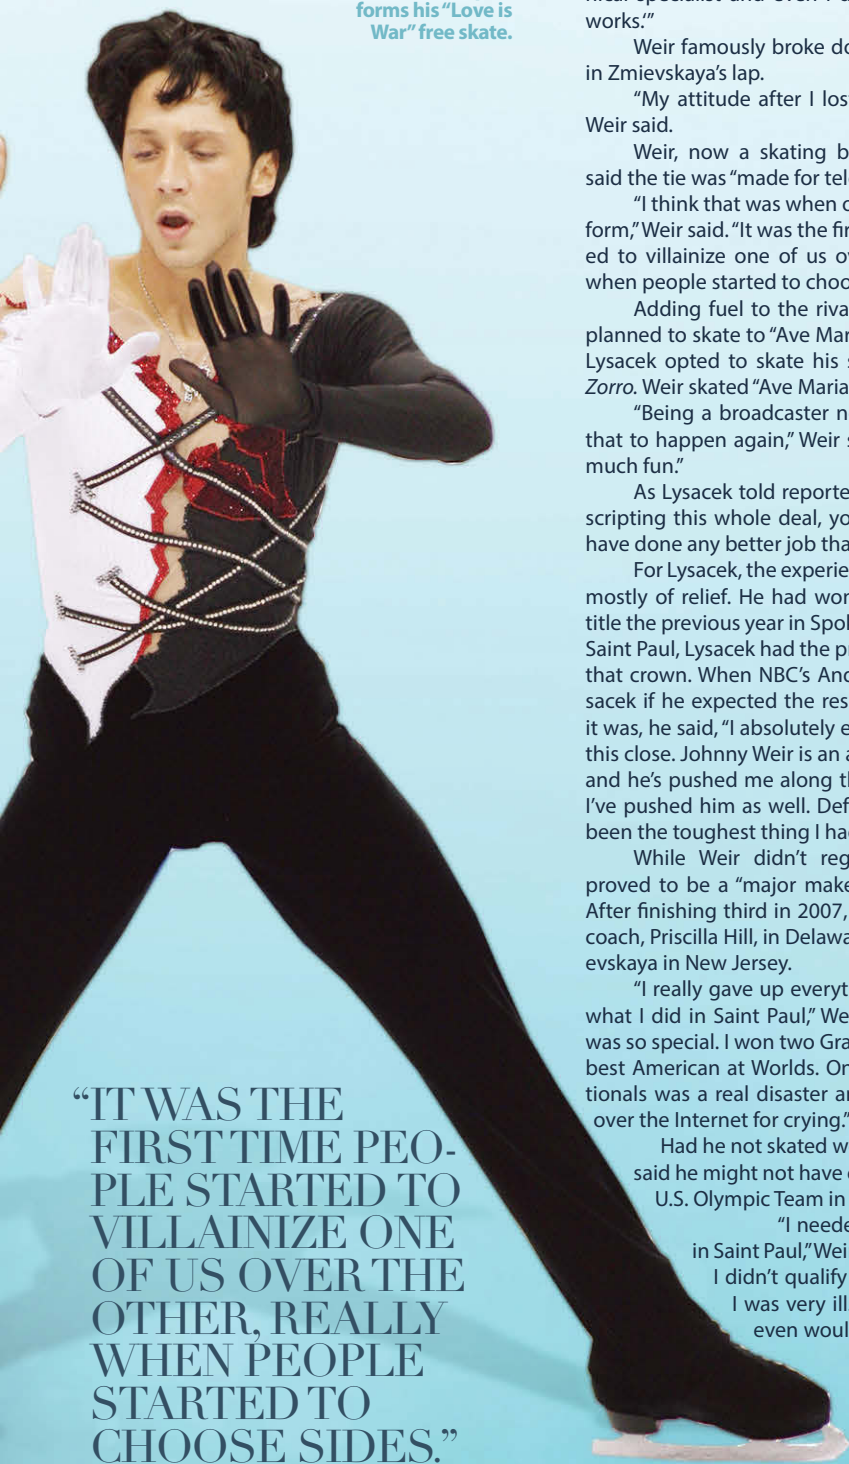 forms his “Love is
War” free skate.
works.’”
Weir famously broke do
in Zmievskaya’s lap.
“My attitude after I los
Weir said.
Weir, now a skating b
said the tie was “made for tel
“I think that was when o
form,” Weir said. “It was the fir
ed to villainize one of us ov
when people started to choo
Adding fuel to the riva
planned to skate to “Ave Mar
Lysacek opted to skate his s
Zorro. Weir skated “Ave Maria
“Being a broadcaster n
that to happen again,” Weir s
much fun.”
As Lysacek told reporte
scripting this whole deal, yo
have done any better job tha
For Lysacek, the experie
mostly of relief. He had won
title the previous year in Spol
Saint Paul, Lysacek had the p
that crown. When NBC’s And
sacek if he expected the res
it was, he said, “I absolutely e
this close. Johnny Weir is an a
and he’s pushed me along th
I’ve pushed him as well. Def
been the toughest thing I had
While Weir didn’t reg
proved to be a “major make
After finishing third in 2007,
coach, Priscilla Hill, in Delawa
evskaya in New Jersey.
“I really gave up everyt
what I did in Saint Paul,” We
was so special. I won two Gra
best American at Worlds. On
tionals was a real disaster an
over the Internet for crying.”
Had he not skated w
said he might not have
U.S. Olympic Team in
“I neede
in Saint Paul,” Wei
I didn’t qualify
I was very ill
even woul
“IT WAS THE
FIRST TIME PEO-
PLE STARTED TO
VILLAINIZE ONE
OF US OVER THE
OTHER, REALLY
WHEN PEOPLE
STARTED TO
CHOOSE SIDES.”